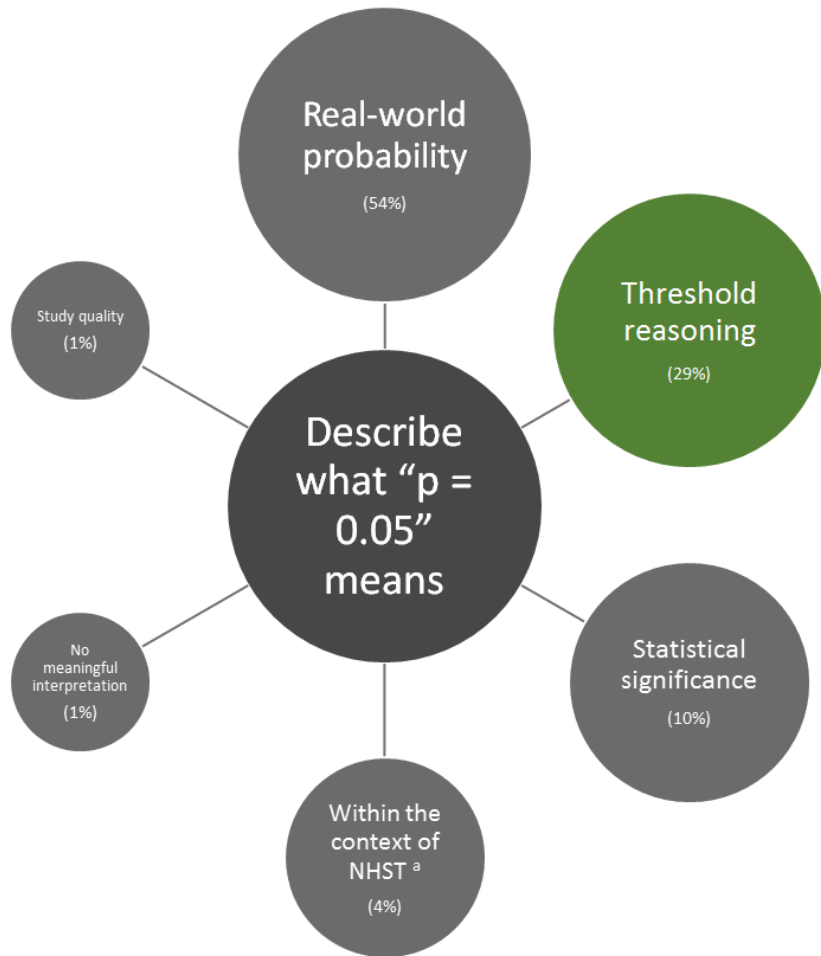 Real-world
probability
(54%)
Threshold
reasoning
(29%)
Study quality
(1%)
Describe
what “p =
0.05”
means
Statistical
significance
(10%)
No
meaningful
interpretation
(1%)
Within the
context of
NHST ª
(4%)